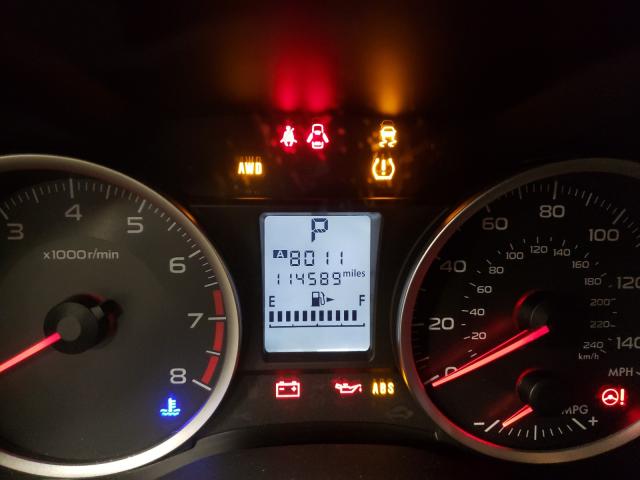 AWD
3 4 5 6 7 8
x1000r/min
P
A 8011
114589 miles
E F
ABS
0 20 40 60 80 100 120 140
MPH
20 40 60 80 100 120 140 160 180 200 220 240
km/h
- MPG +